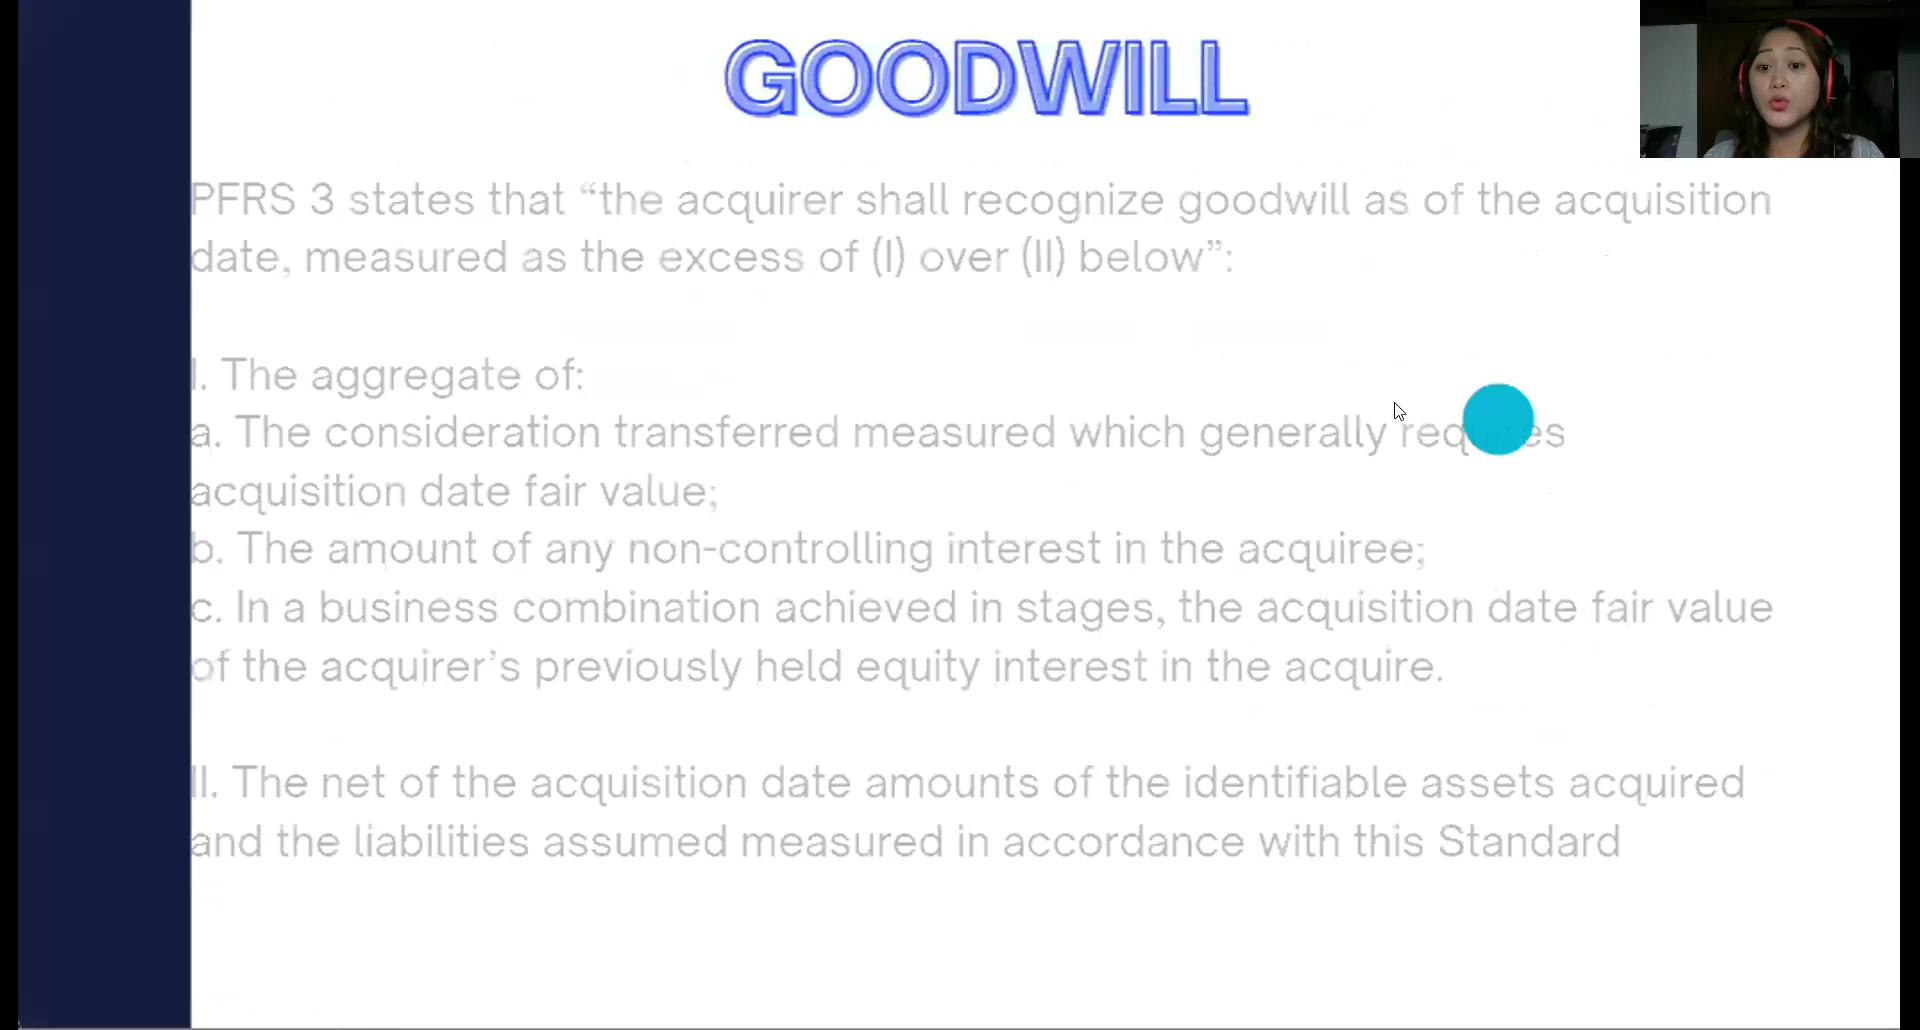 GOODWILL
PFRS 3 states that “the acquirer shall recognize goodwill as of the acquisition
date, measured as the excess of (I) over (II) below”:
I. The aggregate of:
a. The consideration transferred measured which generally requires
acquisition date fair value;
b. The amount of any non-controlling interest in the acquiree;
c. In a business combination achieved in stages, the acquisition date fair value
of the acquirer’s previously held equity interest in the acquire.
II. The net of the acquisition date amounts of the identifiable assets acquired
and the liabilities assumed measured in accordance with this Standard